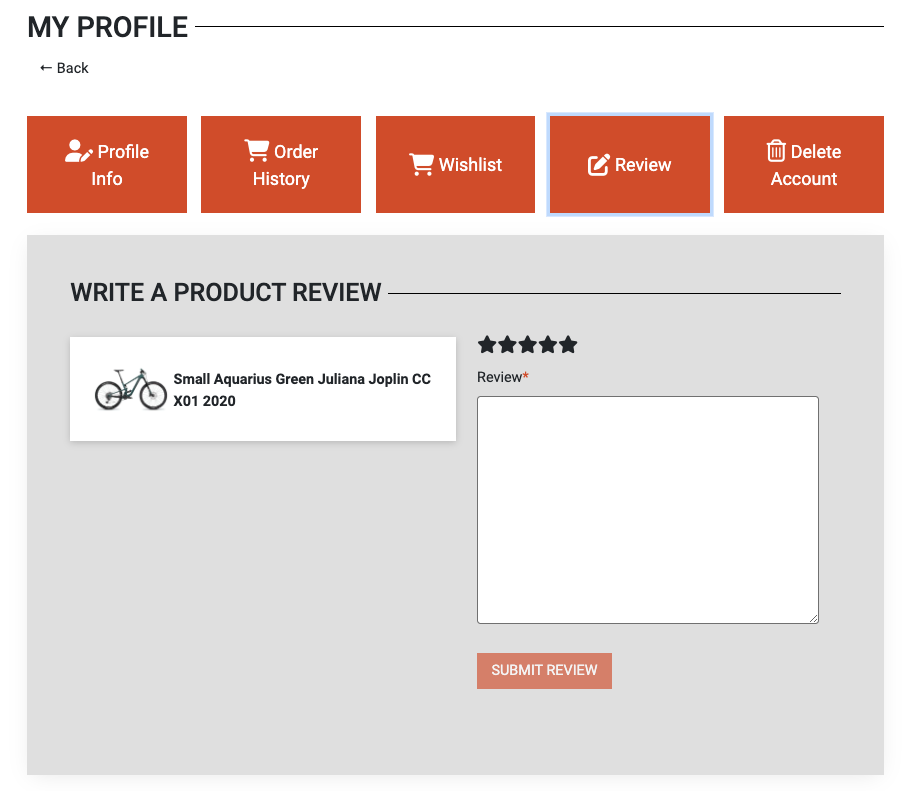 MY PROFILE
← Back
Profile
Info
Order
History
Wishlist
Review
Delete
Account
WRITE A PRODUCT REVIEW
Small Aquarius Green Juliana Joplin CC
X01 2020
Review*
SUBMIT REVIEW